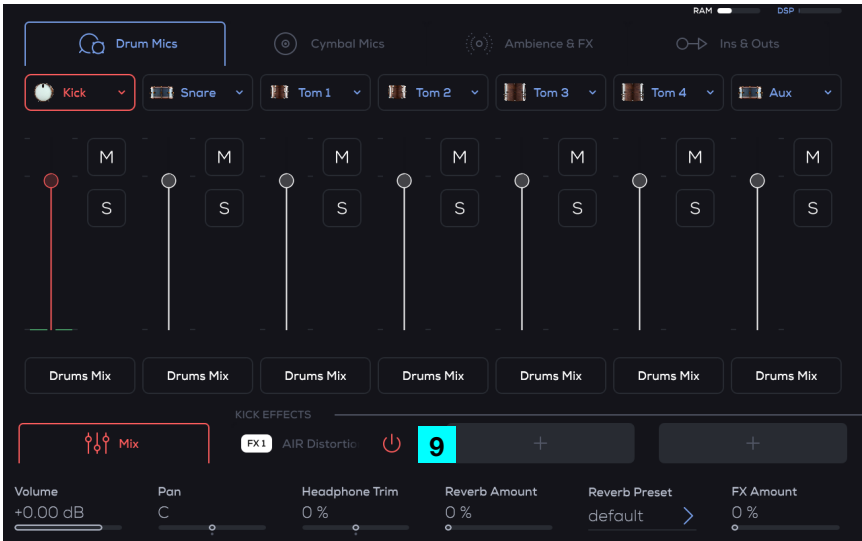 RAM DSP
Drum Mics Cymbal Mics Ambience & FX Ins & Outs
Kick Snare Tom 1 Tom 2 Tom 3 Tom 4 Aux
M M M M M M M
S S S S S S S
Drums Mix Drums Mix Drums Mix Drums Mix Drums Mix Drums Mix Drums Mix
KICK EFFECTS
Mix FX 1 AIR Distortic 9 + +
Volume Pan Headphone Trim Reverb Amount Reverb Preset FX Amount
+0.00 dB C 0 % 0 % default 0 %